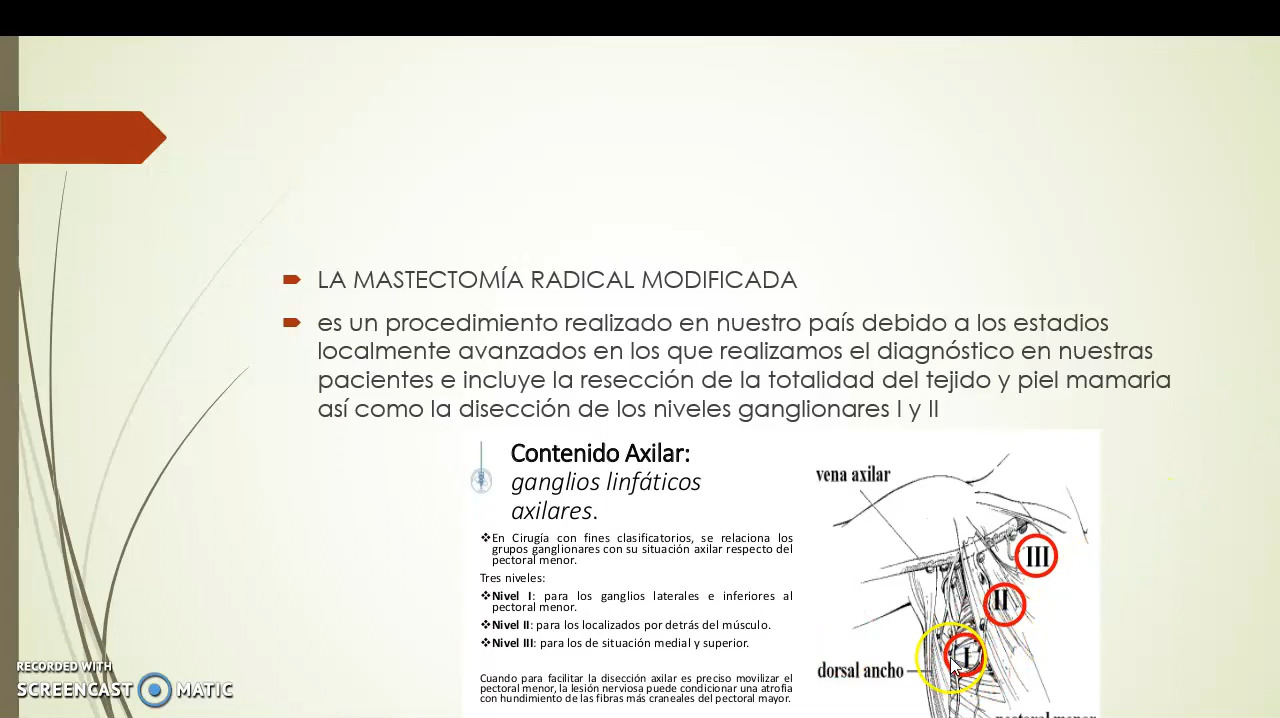 LA MASTECTOMÍA RADICAL MODIFICADA
es un procedimiento realizado en nuestro país debido a los estadios
localmente avanzados en los que realizamos el diagnóstico en nuestras
pacientes e incluye la resección de la totalidad del tejido y piel mamaria
así como la disección de los niveles ganglionares I y II
Contenido Axilar:
ganglios linfáticos
axilares.
❖En Cirugía con fines clasificatorios, se relaciona los
grupos ganglionares con su situación axilar respecto del
pectoral menor.
Tres niveles:
❖Nivel I: para los ganglios laterales e inferiores al
pectoral menor.
❖Nivel II: para los localizados por detrás del músculo.
❖Nivel III: para los de situación medial y superior.
Cuando para facilitar la disección axilar es preciso movilizar el
pectoral menor, la lesión nerviosa puede condicionar una atrofia
con hundimiento de las fibras más craneales del pectoral mayor.
vena axilar
III
II
I
dorsal ancho
pectoral menor
RECORDED WITH
SCREENCAST MATIC